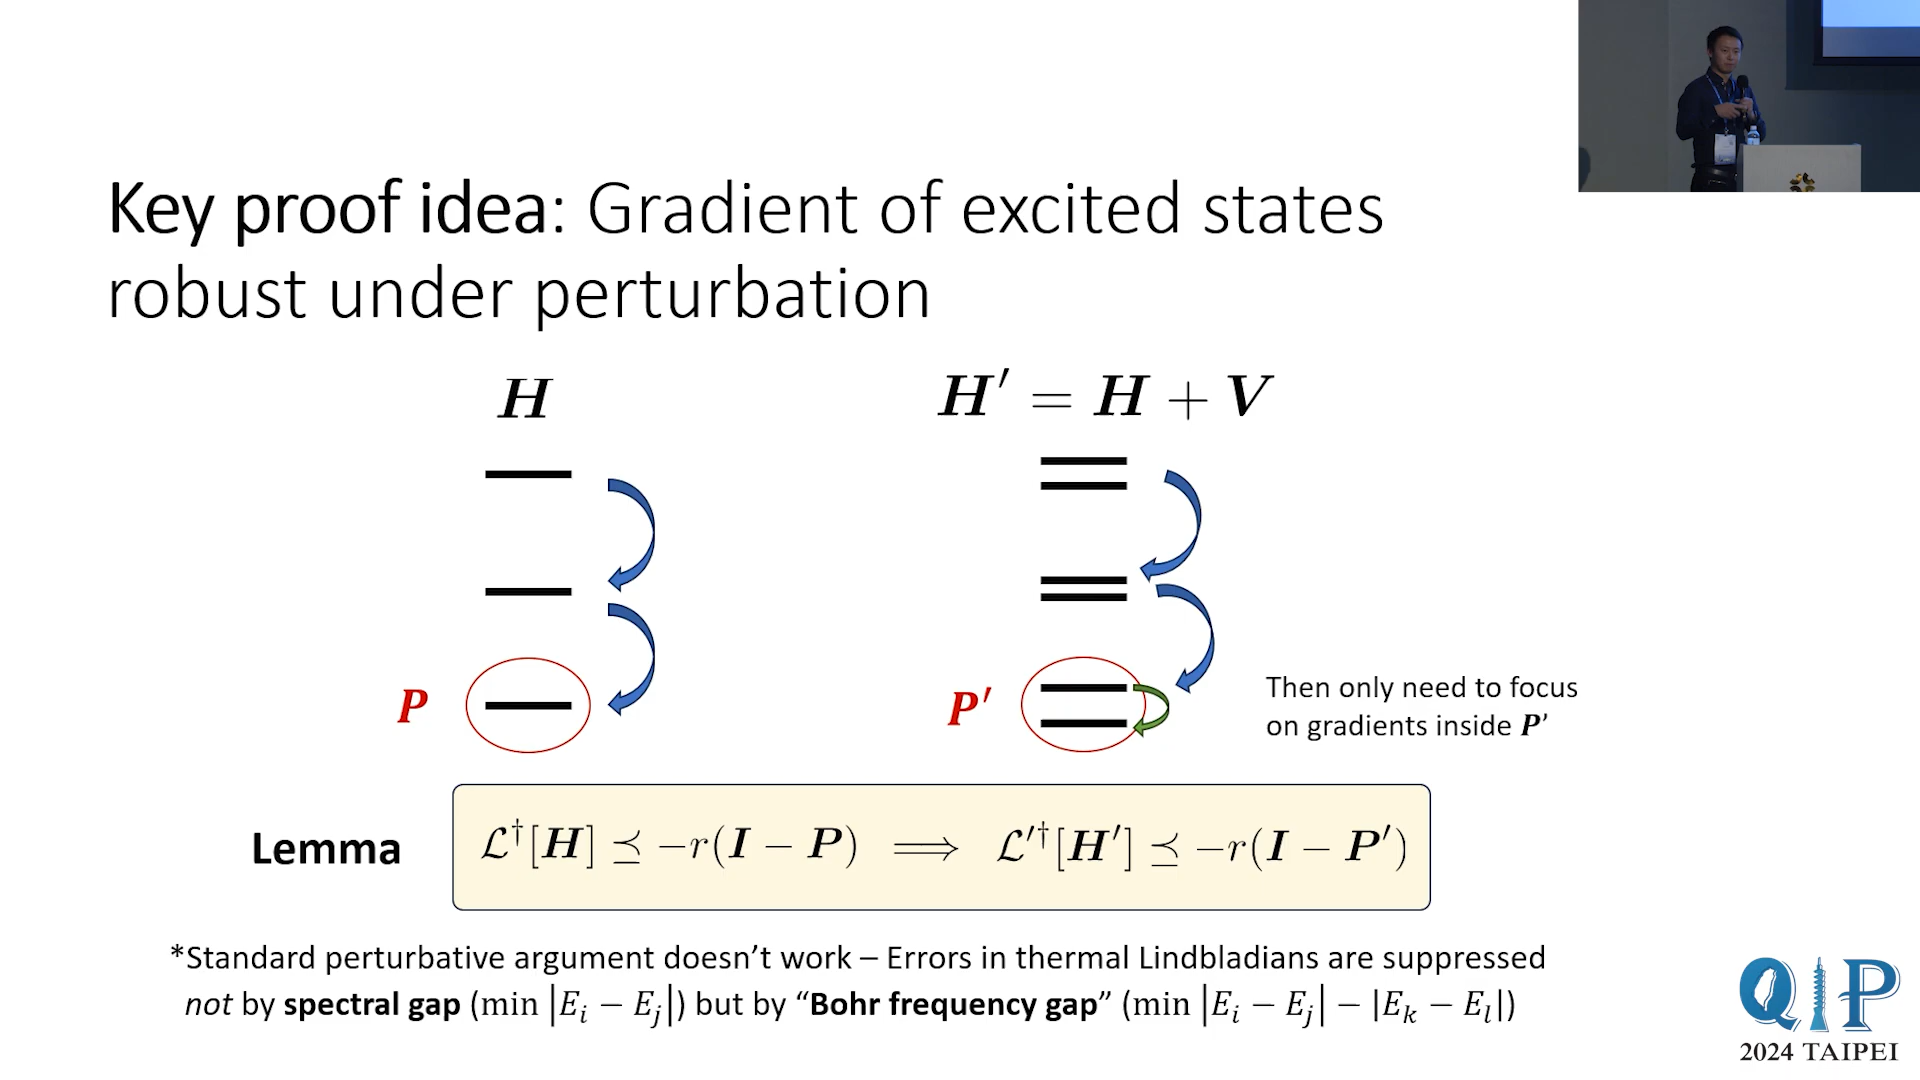 Key proof idea: Gradient of excited states
robust under perturbation
H
H′ = H + V
P
P′
Then only need to focus
on gradients inside P’
Lemma
ℒ†[H] ⪯ −r(I − P) ⟹ ℒ′†[H′] ⪯ −r(I − P′)
*Standard perturbative argument doesn’t work – Errors in thermal Lindbladians are suppressed
not by spectral gap (min |Eᵢ − Eⱼ|) but by “Bohr frequency gap” (min |Eᵢ − Eⱼ| − |Eₖ − Eₗ|)
QIP
2024 TAIPEI